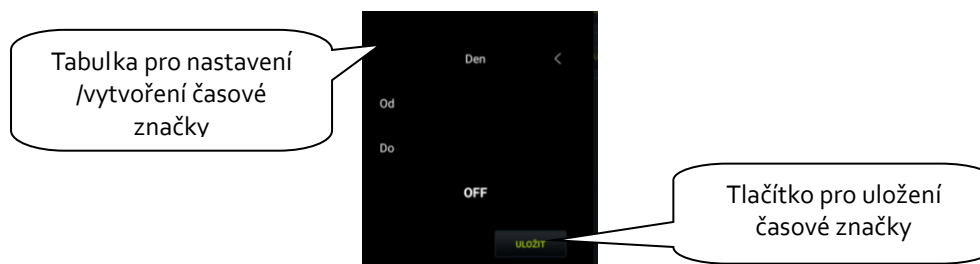 Tabulka pro nastavení
/vytvoření časové
značky
Den <
Od
Do
OFF
ULOŽIT
Tlačítko pro uložení
časové značky